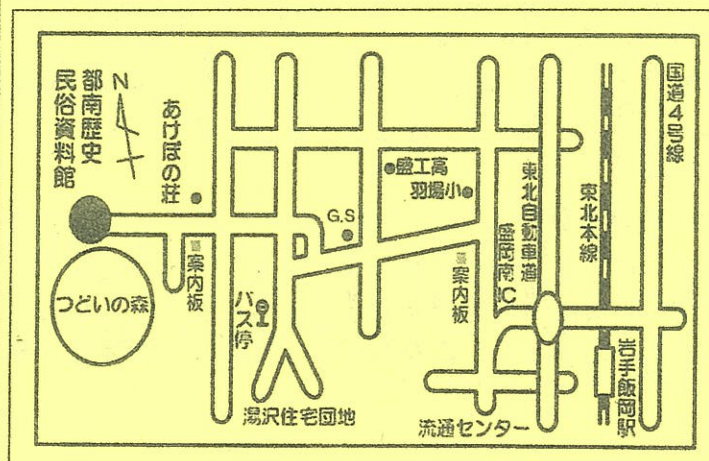 都南歴史
民俗資料館
N
あけぼの荘
盛工高
羽場小
G.S
東北自動車道
盛岡南IC
東北本線
国道4号線
案内板
案内板
つどいの森
バス停
岩手飯岡駅
湯沢住宅団地
流通センター